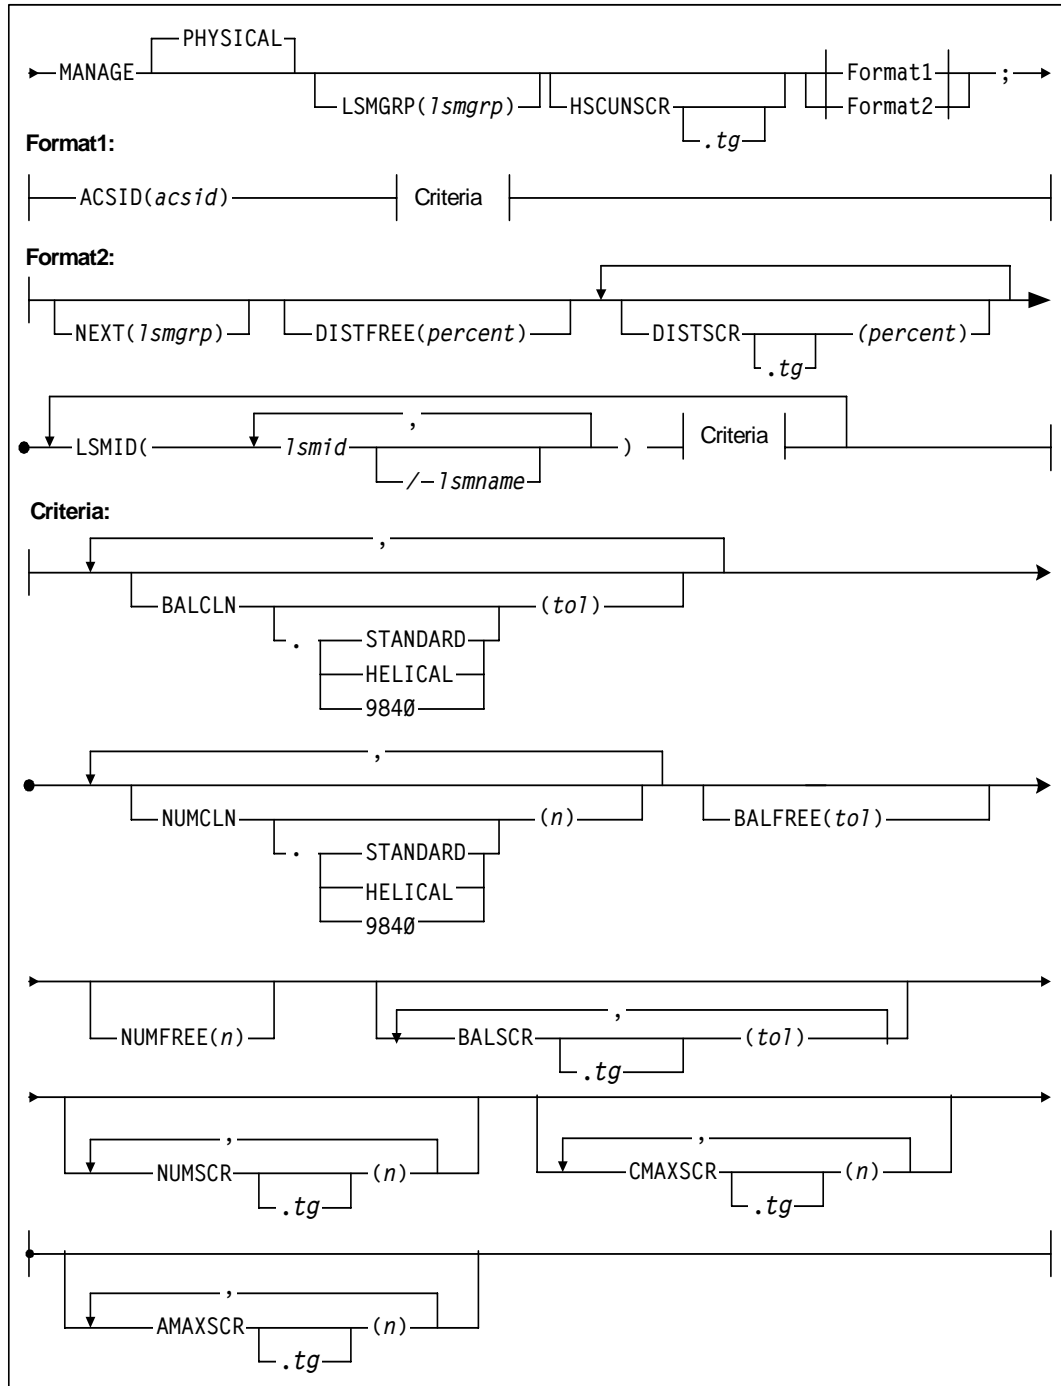 PHYSICAL
MANAGE Format1 ;
LSMGRP(lsmgrp) HSCUNSCR Format2
.tg
Format1:
ACSID(acsid) Criteria
Format2:
NEXT(lsmgrp) DISTFREE(percent) DISTSCR (percent)
.tg
,
LSMID( lsmid ) Criteria
/ lsmname
Criteria:
,
BALCLN (tol)
. STANDARD
HELICAL
984Ø
,
NUMCLN (n) BALFREE(tol)
. STANDARD
HELICAL
984Ø
,
NUMFREE(n) BALSCR (tol)
.tg
, ,
NUMSCR (n) CMAXSCR (n)
.tg .tg
,
AMAXSCR (n)
.tg